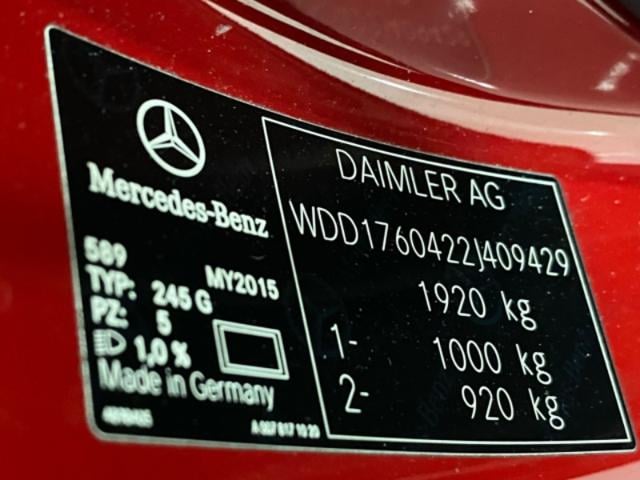 Mercedes-Benz
589
MY2015
TYP: 245 G
PZ: 5
1,0 %
Made in Germany
DAIMLER AG
WDD1760422J409429
1920 kg
1- 1000 kg
2- 920 kg